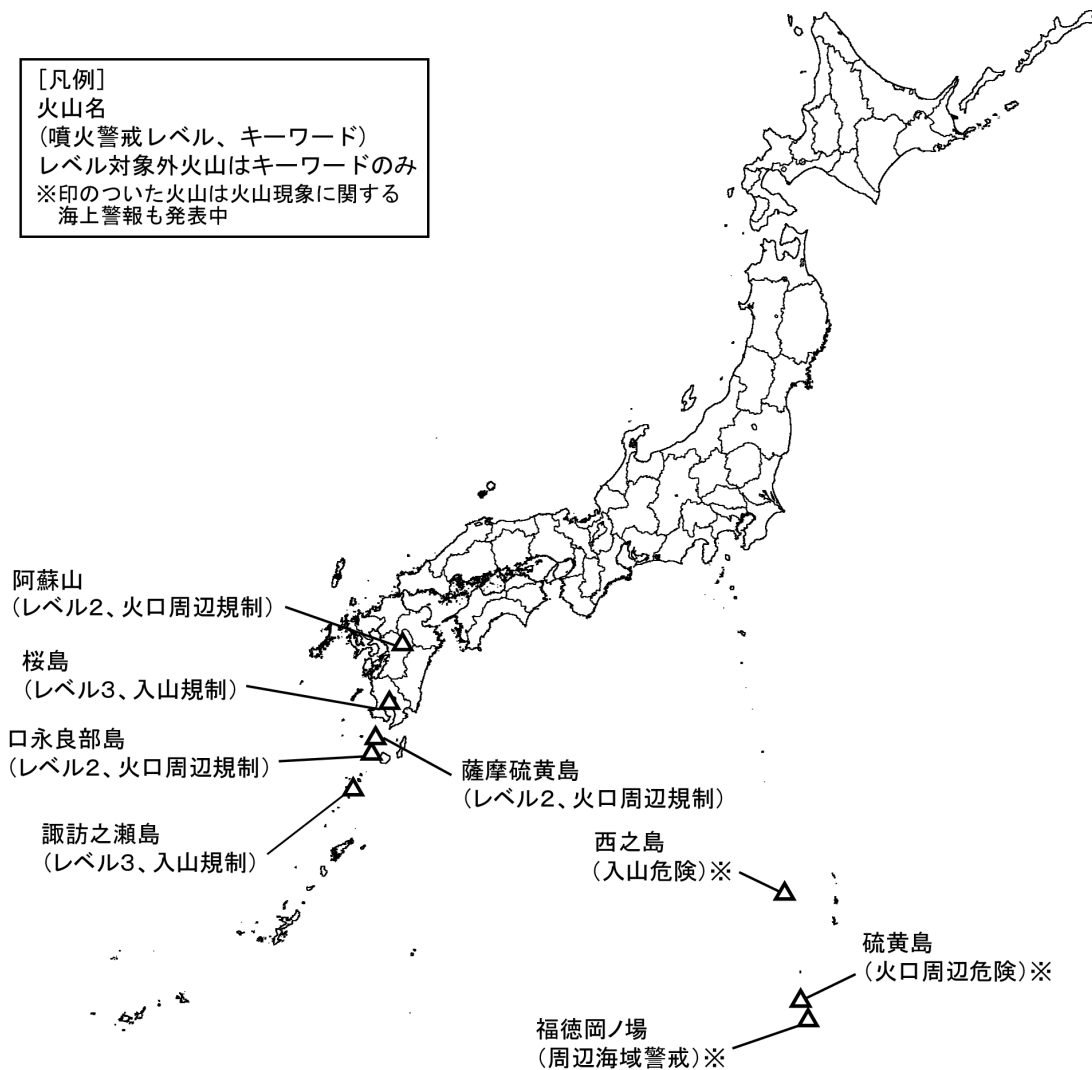 ［凡例］
火山名
（噴火警戒レベル、キーワード）
レベル対象外火山はキーワードのみ
※印のついた火山は火山現象に関する
海上警報も発表中
阿蘇山
（レベル２、火口周辺規制）
桜島
（レベル３、入山規制）
口永良部島
（レベル２、火口周辺規制）
薩摩硫黄島
（レベル２、火口周辺規制）
諏訪之瀬島
（レベル３、入山規制）
西之島
（入山危険）※
硫黄島
（火口周辺危険）※
福徳岡ノ場
（周辺海域警戒）※